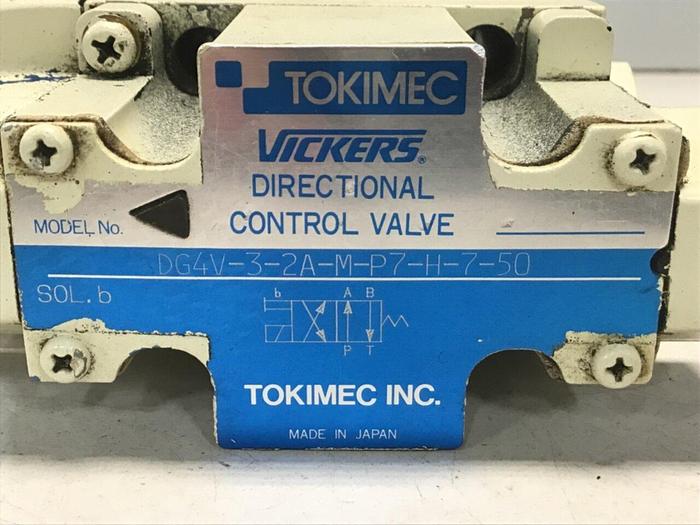 TOKIMEC
VICKERS®
DIRECTIONAL
CONTROL VALVE
MODEL No.
DG4V-3-2A-M-P7-H-7-50
SOL.b
b A B
P T
TOKIMEC INC.
MADE IN JAPAN